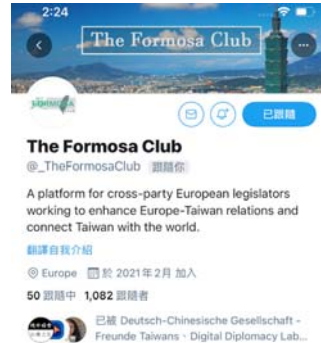 2:24
The Formosa Club
FORMOSA
已跟隨
The Formosa Club
@_TheFormosaClub 跟隨你
A platform for cross-party European legislators
working to enhance Europe-Taiwan relations and
connect Taiwan with the world.
翻譯自我介紹
Europe 於 2021年2月 加入
50 跟隨中 1,082 跟隨者
已被 Deutsch-Chinesische Gesellschaft -
Freunde Taiwans、Digital Diplomacy Lab...